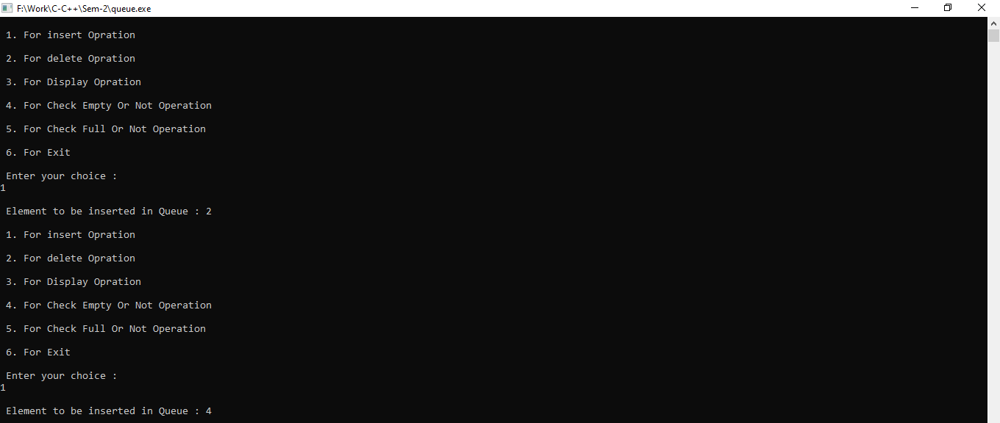 F:\Work\C-C++\Sem-2\queue.exe
1. For insert Opration
2. For delete Opration
3. For Display Opration
4. For Check Empty Or Not Operation
5. For Check Full Or Not Operation
6. For Exit
Enter your choice :
1
Element to be inserted in Queue : 2
1. For insert Opration
2. For delete Opration
3. For Display Opration
4. For Check Empty Or Not Operation
5. For Check Full Or Not Operation
6. For Exit
Enter your choice :
1
Element to be inserted in Queue : 4